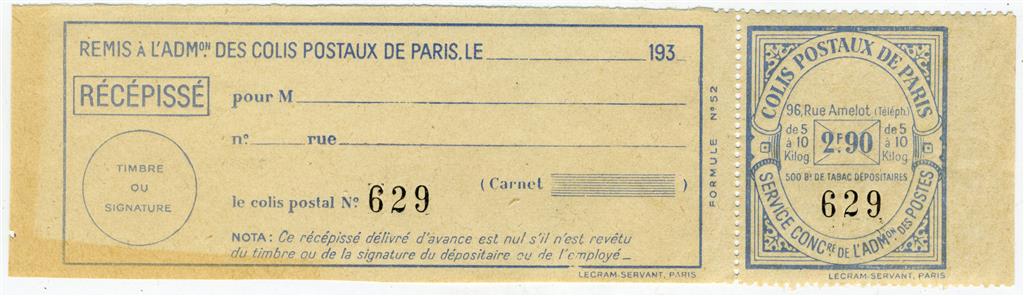 REMIS À L'ADMon. DES COLIS POSTAUX DE PARIS. LE 193
RÉCÉPISSÉ
pour M
no. rue
TIMBRE
OU
SIGNATURE
(Carnet )
le colis postal No. 629
NOTA: Ce récépissé délivré d'avance est nul s'il n'est revêtu
du timbre ou de la signature du dépositaire ou de l'employé _
LECRAM-SERVANT, PARIS
FORMULE No 52
COLIS POSTAUX DE PARIS
96, Rue Amelot (Téléph.)
de 5 à 10 Kilog.
2F.90
de 5 à 10 Kilog.
500 Bx DE TABAC DÉPOSITAIRES
629
SERVICE CONCRE DE L'ADMon DES POSTES
LECRAM-SERVANT, PARIS